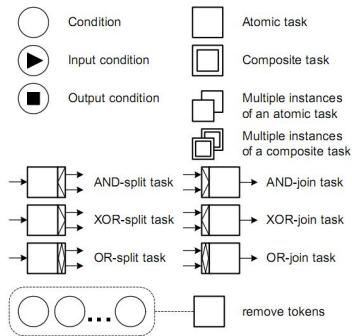 Condition
Atomic task
Input condition
Composite task
Output condition
Multiple instances
of an atomic task
Multiple instances
of a composite task
AND-split task
AND-join task
XOR-split task
XOR-join task
OR-split task
OR-join task
remove tokens